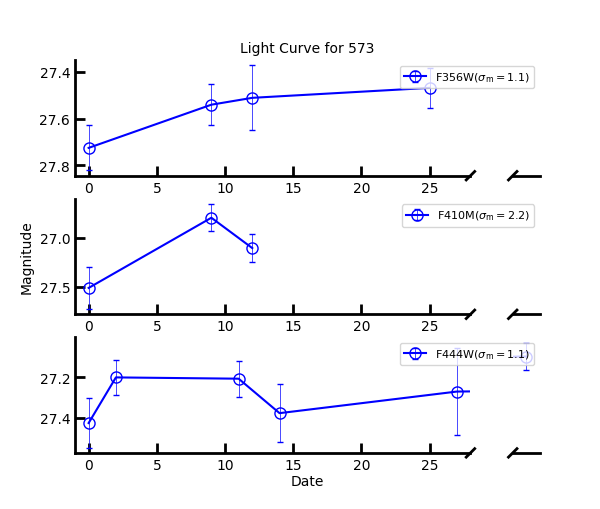 Light Curve for 573
27.4
27.6
27.8
F356W(σm = 1.1)
0 5 10 15 20 25
27.0
27.5
F410M(σm = 2.2)
0 5 10 15 20 25
Magnitude
27.2
27.4
F444W(σm = 1.1)
0 5 10 15 20 25
Date